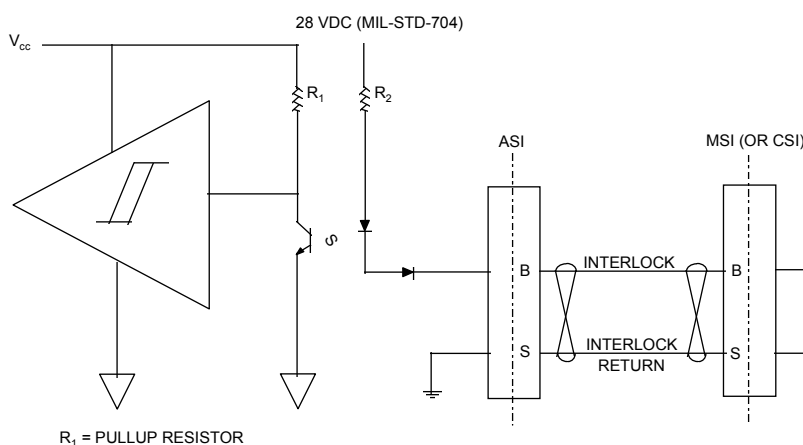 28 VDC (MIL-STD-704)
Vcc
R1
R2
ASI
MSI (OR CSI)
S
B
INTERLOCK
B
S
INTERLOCK
RETURN
S
R1 = PULLUP RESISTOR